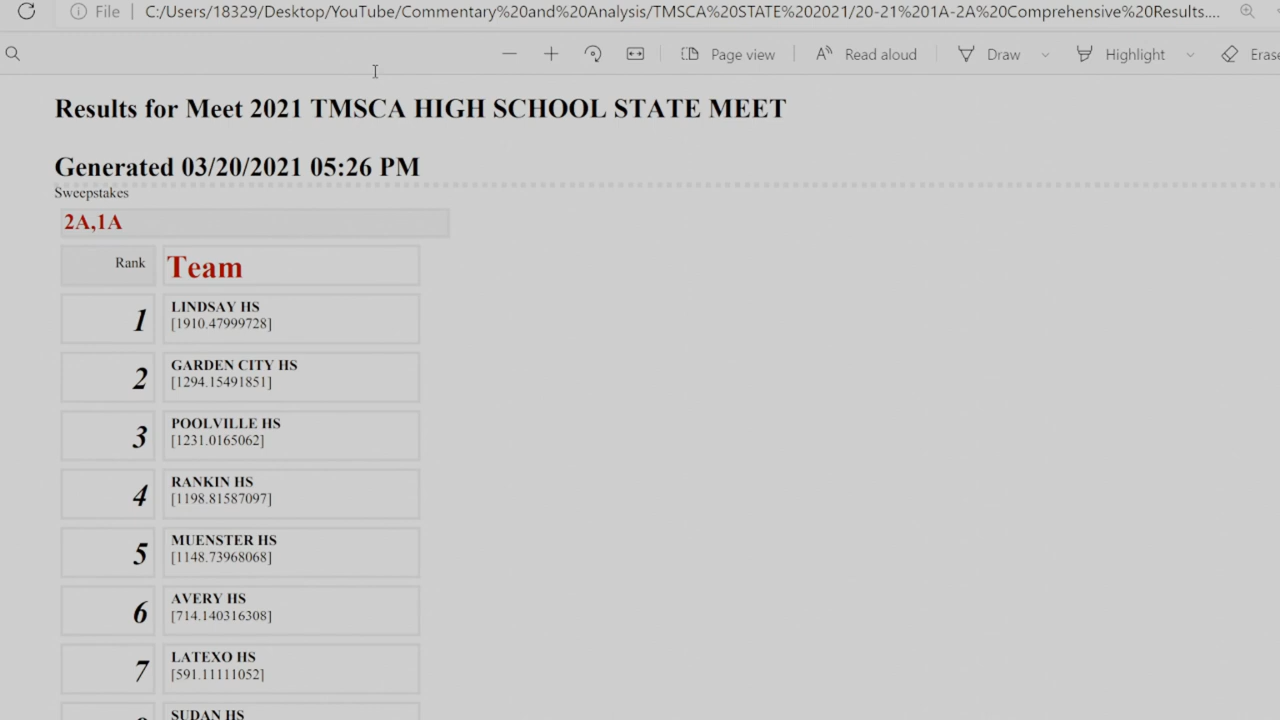 File C:/Users/18329/Desktop/YouTube/Commentary%20and%20Analysis/TMSCA%20STATE%202021/20-21%201A-2A%20Comprehensive%20Results....
Page view Read aloud Draw Highlight Eras
Results for Meet 2021 TMSCA HIGH SCHOOL STATE MEET
Generated 03/20/2021 05:26 PM
Sweepstakes
2A,1A
Rank Team
1 LINDSAY HS
[1910.47999728]
2 GARDEN CITY HS
[1294.15491851]
3 POOLVILLE HS
[1231.0165062]
4 RANKIN HS
[1198.81587097]
5 MUENSTER HS
[1148.73968068]
6 AVERY HS
[714.140316308]
7 LATEXO HS
[591.11111052]
SUDAN HS